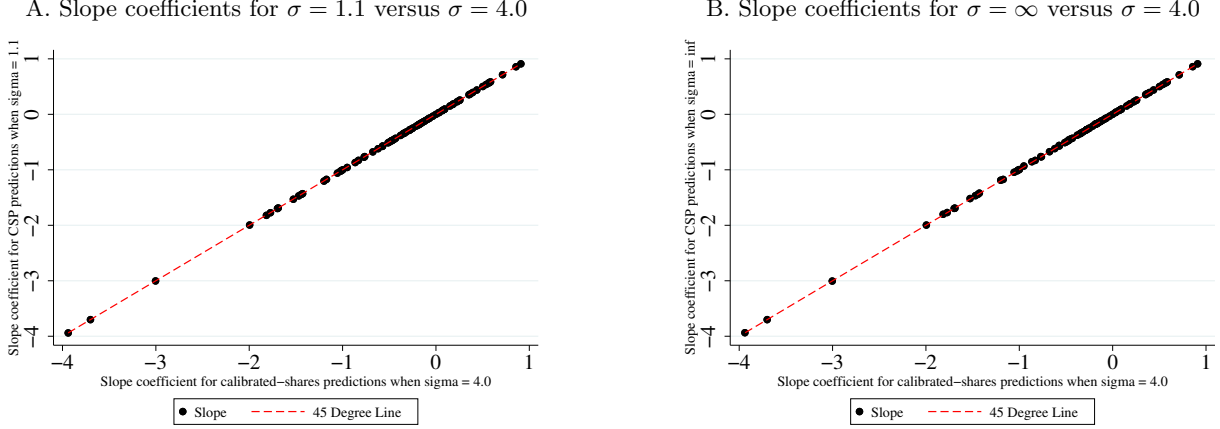 A. Slope coefficients for σ = 1.1 versus σ = 4.0
Slope coefficient for CSP predictions when sigma = 1.1
1
0
−1
−2
−3
−4
−4
−3
−2
−1
0
1
Slope coefficient for calibrated−shares predictions when sigma = 4.0
Slope
45 Degree Line
B. Slope coefficients for σ = ∞ versus σ = 4.0
Slope coefficient for CSP predictions when sigma = inf
1
0
−1
−2
−3
−4
−4
−3
−2
−1
0
1
Slope coefficient for calibrated−shares predictions when sigma = 4.0
Slope
45 Degree Line